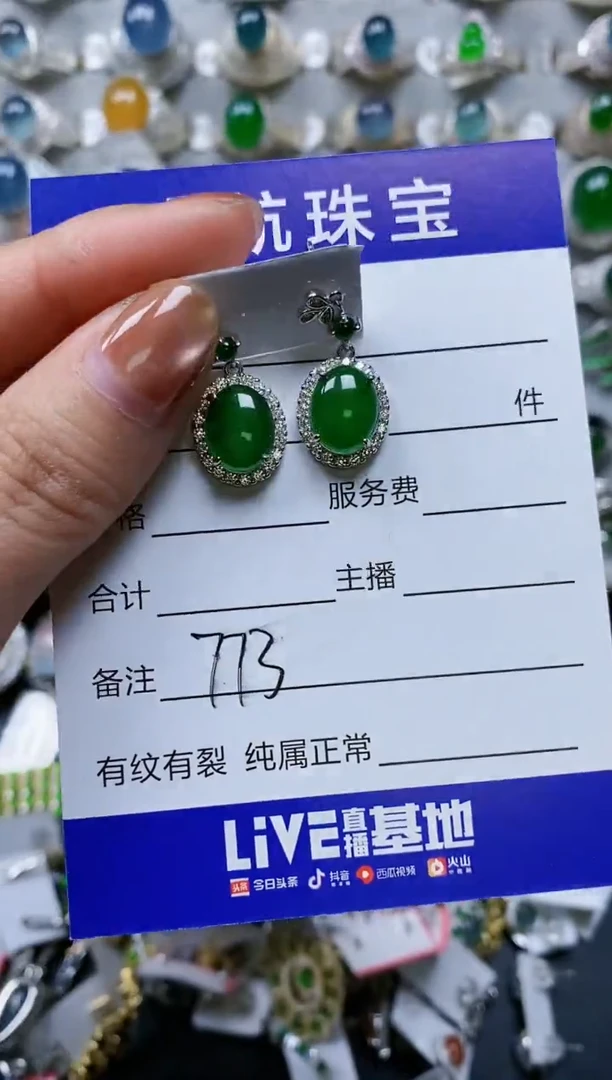 航珠宝
件
格 服务费
合计 主播
备注 773
有纹有裂 纯属正常
LiVE直播基地
头条 今日头条 抖音 西瓜视频 火山